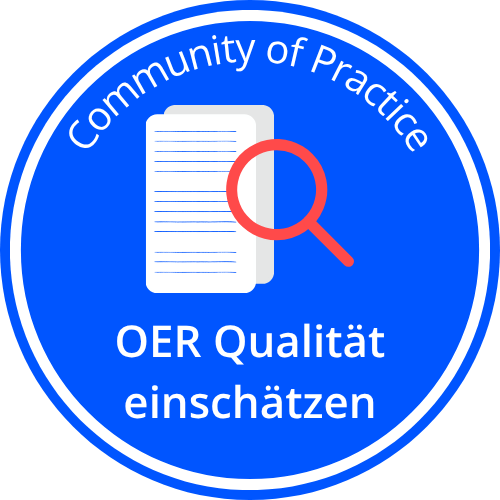 Community of Practice
OER Qualität
einschätzen